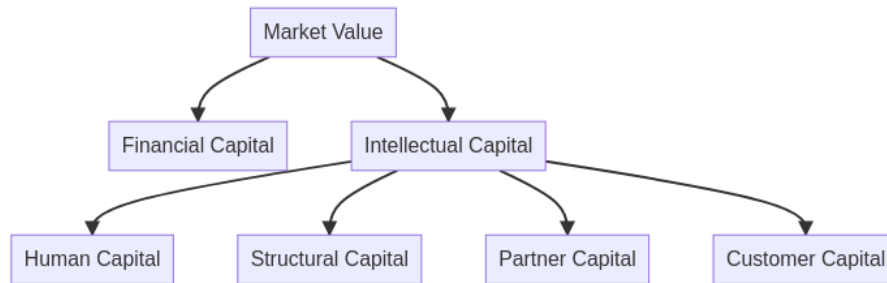 Market Value
Financial Capital
Intellectual Capital
Human Capital
Structural Capital
Partner Capital
Customer Capital